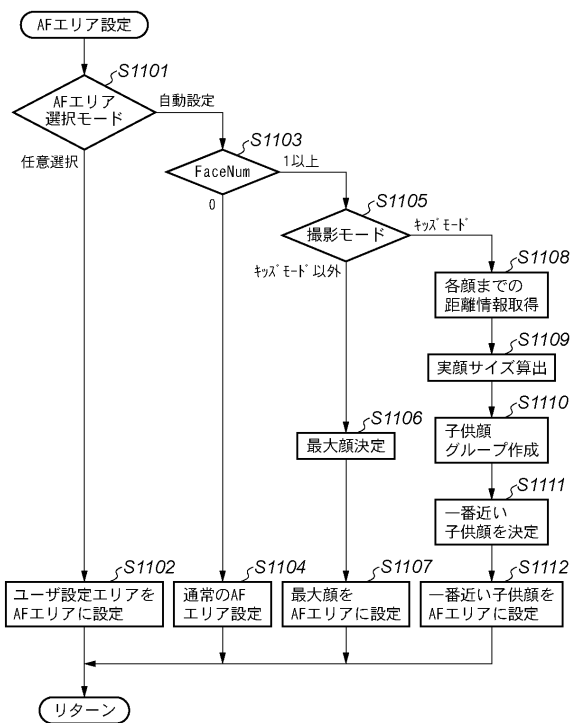 AFエリア設定
S1101
AFエリア
選択モード
自動設定
任意選択
S1103
FaceNum
1以上
0
S1105
撮影モード
ｷｯｽﾞﾓｰﾄﾞ
ｷｯｽﾞﾓｰﾄﾞ以外
S1108
各顔までの
距離情報取得
S1109
実顔サイズ算出
S1106
最大顔決定
S1110
子供顔
グループ作成
S1111
一番近い
子供顔を決定
S1102
ユーザ設定エリアを
AFエリアに設定
S1104
通常のAF
エリア設定
S1107
最大顔を
AFエリアに設定
S1112
一番近い子供顔を
AFエリアに設定
リターン